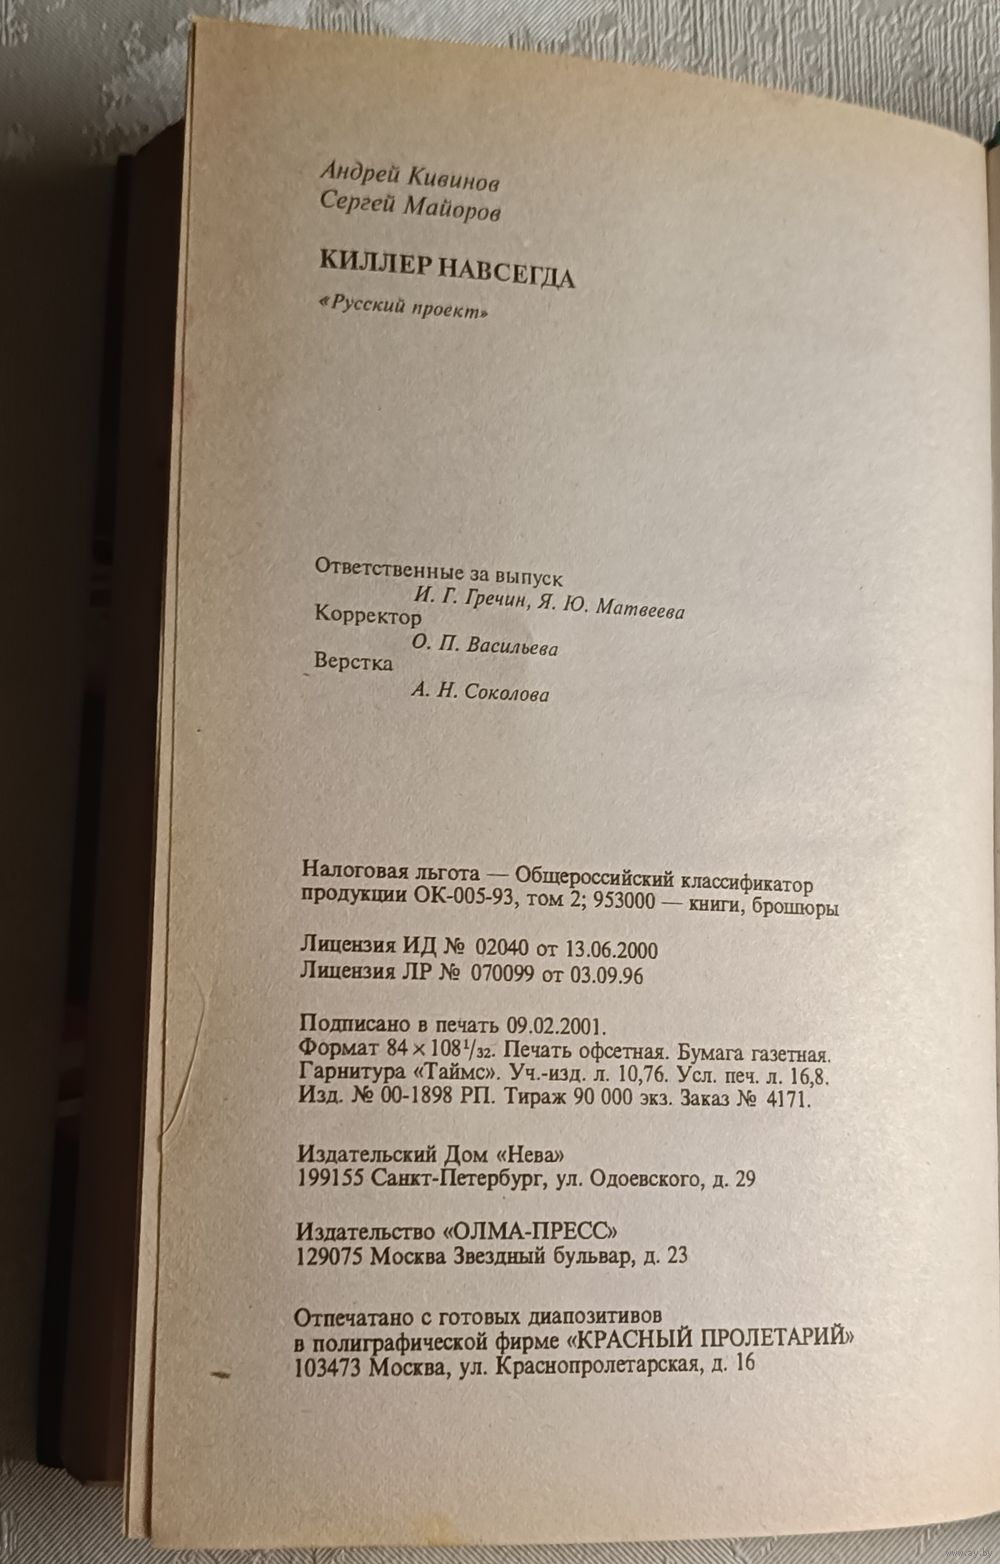 Андрей Кивинов
Сергей Майоров
КИЛЛЕР НАВСЕГДА
«Русский проект»
Ответственные за выпуск
И. Г. Гречин, Я. Ю. Матвеева
Корректор
О. П. Васильева
Верстка
А. Н. Соколова
Налоговая льгота — Общероссийский классификатор
продукции ОК-005-93, том 2; 953000 — книги, брошюры
Лицензия ИД № 02040 от 13.06.2000
Лицензия ЛР № 070099 от 03.09.96
Подписано в печать 09.02.2001.
Формат 84 × 108 1/32. Печать офсетная. Бумага газетная.
Гарнитура «Таймс». Уч.-изд. л. 10,76. Усл. печ. л. 16,8.
Изд. № 00-1898 РП. Тираж 90 000 экз. Заказ № 4171.
Издательский Дом «Нева»
199155 Санкт-Петербург, ул. Одоевского, д. 29
Издательство «ОЛМА-ПРЕСС»
129075 Москва Звездный бульвар, д. 23
Отпечатано с готовых диапозитивов
в полиграфической фирме «КРАСНЫЙ ПРОЛЕТАРИЙ»
103473 Москва, ул. Краснопролетарская, д. 16
www.ay.by